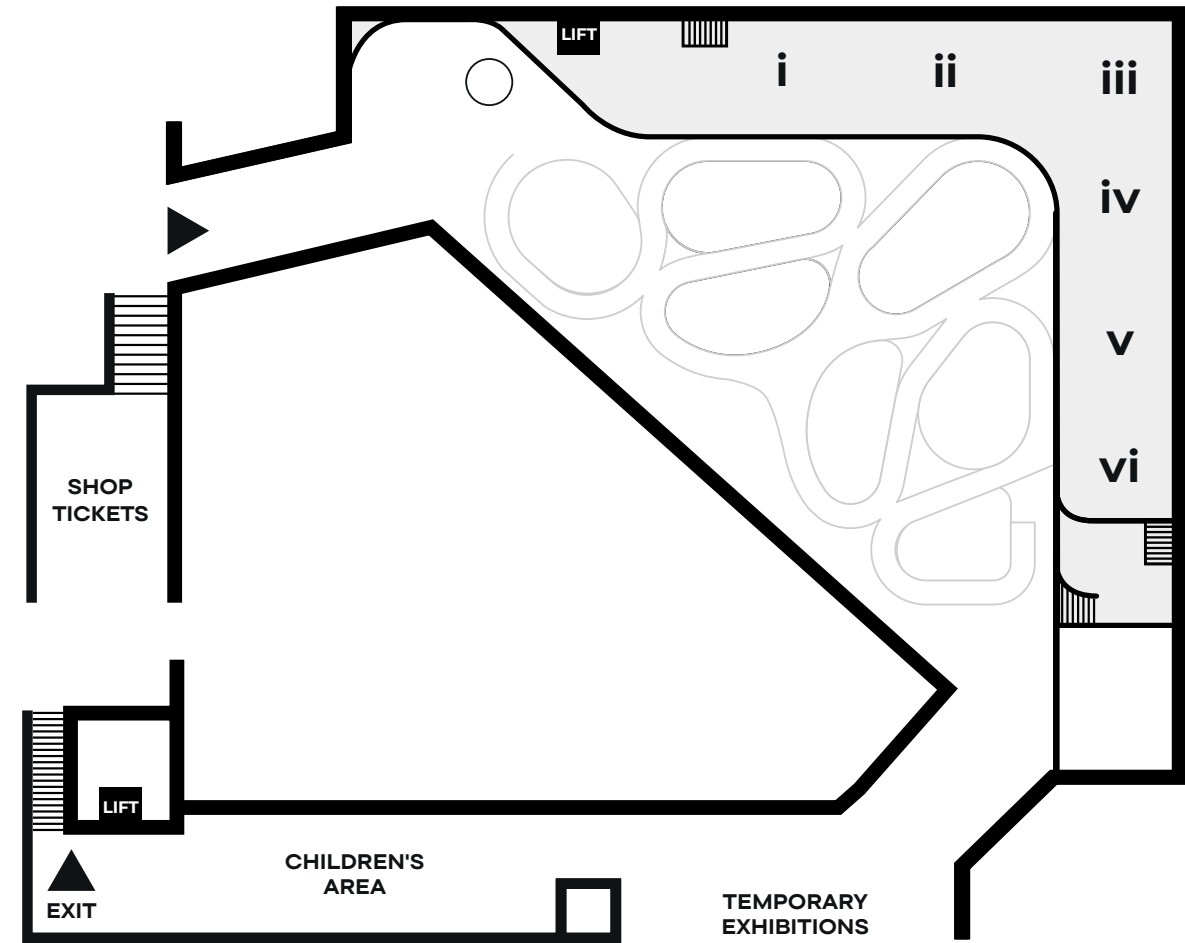 LIFT
i
ii
iii
iv
v
vi
SHOP
TICKETS
LIFT
CHILDREN'S
AREA
EXIT
TEMPORARY
EXHIBITIONS